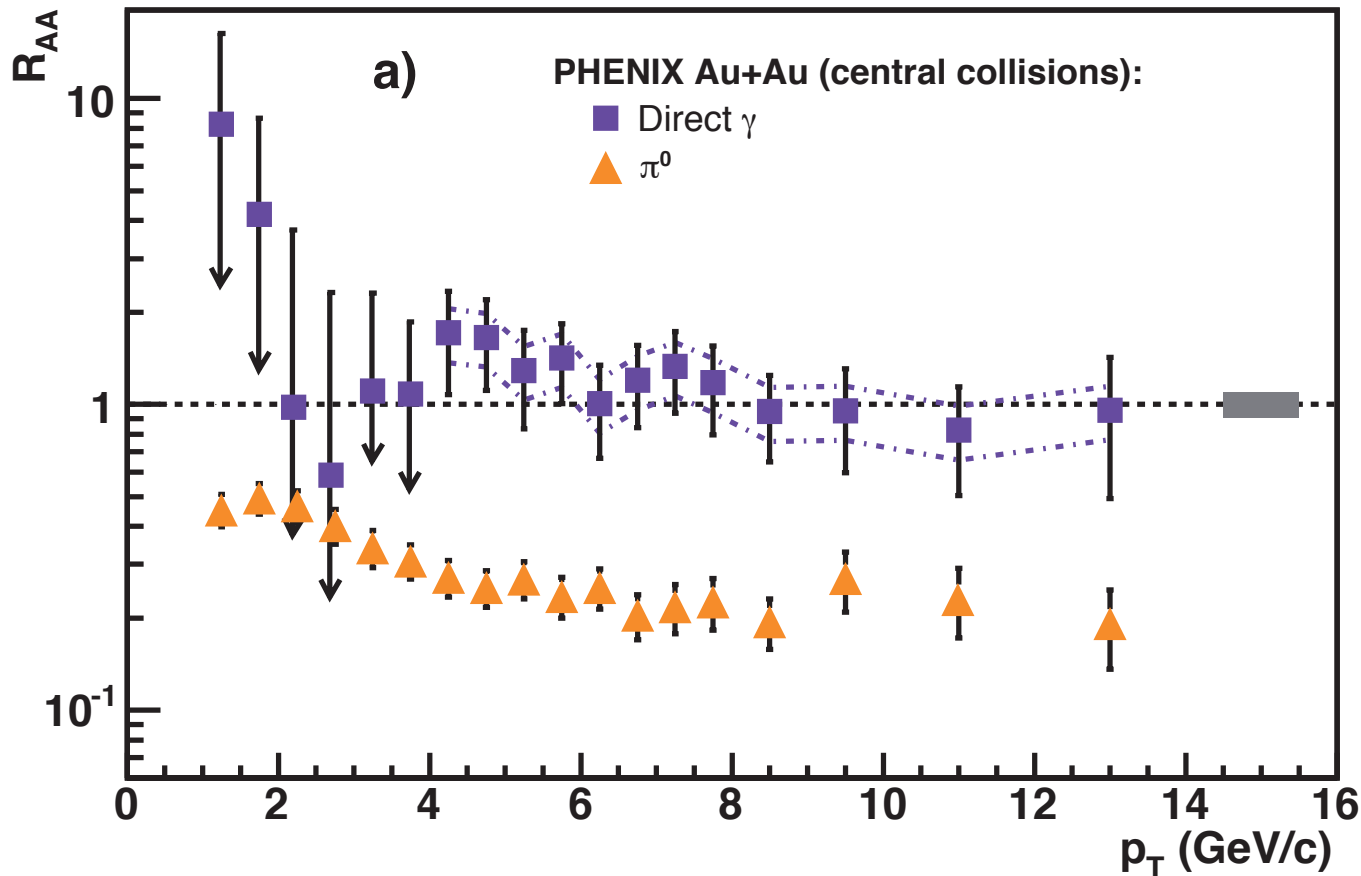 R_AA
a)
PHENIX Au+Au (central collisions):
Direct γ
π⁰
10
1
10⁻¹
0 2 4 6 8 10 12 14 16
p_T (GeV/c)